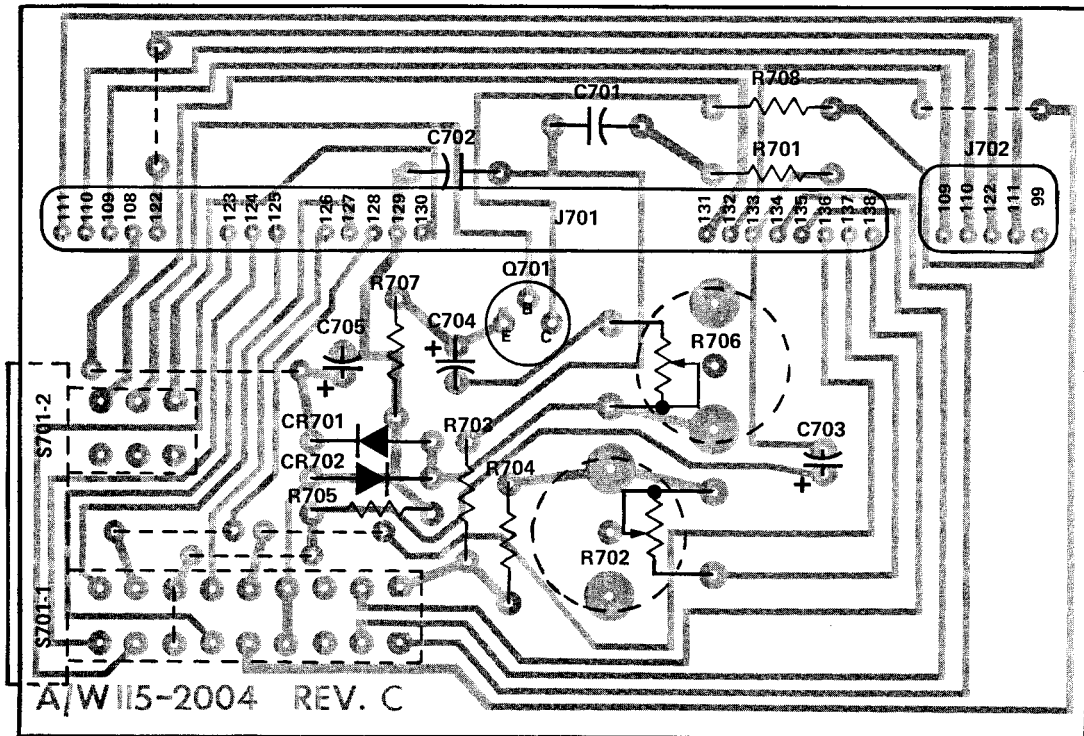 R708
C701
C702
R701
J702
111 110 109 108 122 123 124 125 126 127 128 129 130
J701
131 132 133 134 135 136 137 138
109 110 122 111 99
Q701
B
E C
R707
C705
+
C704
+
R706
S701-2
CR701
R703
C703
+
CR702
R704
R705
R702
S701-1
A/W 115-2004 REV. C